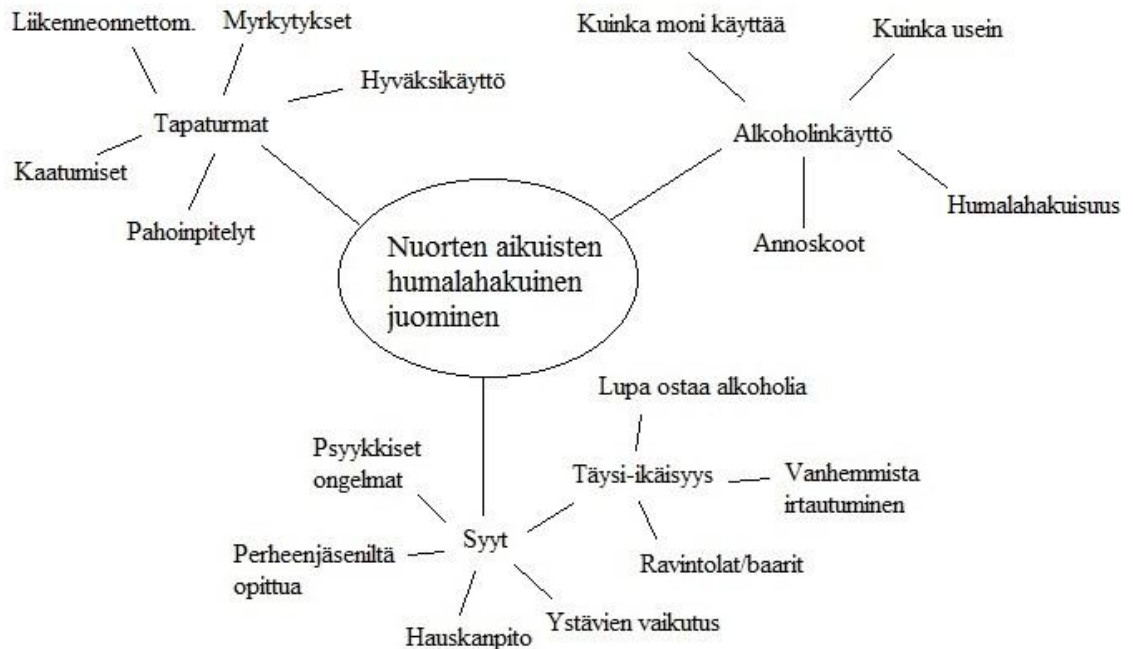 Liikenneonnettom.
Myrkytykset
Hyväksikäyttö
Tapaturmat
Kaatumiset
Pahoinpitelyt
Kuinka moni käyttää
Kuinka usein
Alkoholinkäyttö
Humalahakuisuus
Annoskoot
Nuorten aikuisten
humalahakuinen
juominen
Lupa ostaa alkoholia
Psyykkiset
ongelmat
Täysi-ikäisyys
Vanhemmista
irtautuminen
Syyt
Perheenjäseniltä
opittua
Ravintolat/baarit
Ystävien vaikutus
Hauskanpito